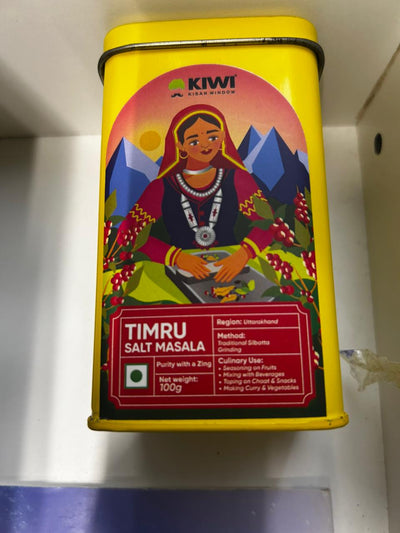 KIWI
KISAN WINDOW
TIMRU
SALT MASALA
Purity with a Zing
Net weight:
100g
Region: Uttarakhand
Method:
Traditional Silbatta
Grinding
Culinary Use:
• Seasoning on Fruits
• Mixing with Beverages
• Toping on Chaat & Snacks
• Making Curry & Vegetables